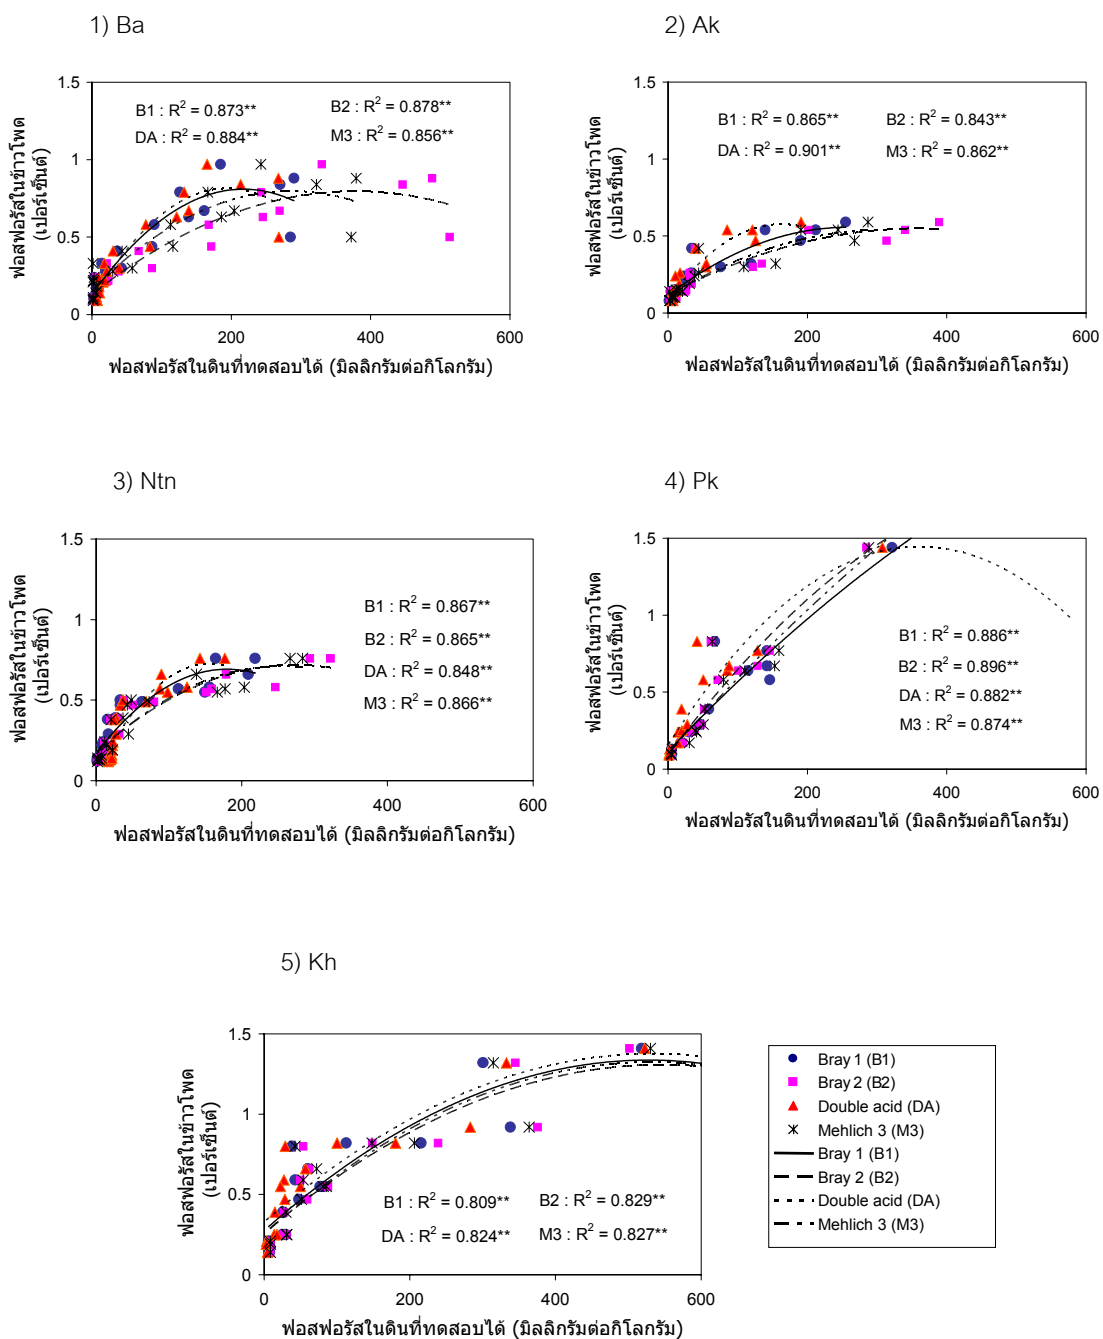 1) Ba
ฟอสฟอรัสในข้าวโพด
(เปอร์เซ็นต์)
1.5
1
0.5
0
B1 : R² = 0.873**
B2 : R² = 0.878**
DA : R² = 0.884**
M3 : R² = 0.856**
0 200 400 600
ฟอสฟอรัสในดินที่ทดสอบได้ (มิลลิกรัมต่อกิโลกรัม)
2) Ak
ฟอสฟอรัสในข้าวโพด
(เปอร์เซ็นต์)
1.5
1
0.5
0
B1 : R² = 0.865**
B2 : R² = 0.843**
DA : R² = 0.901**
M3 : R² = 0.862**
0 200 400 600
ฟอสฟอรัสในดินที่ทดสอบได้ (มิลลิกรัมต่อกิโลกรัม)
3) Ntn
ฟอสฟอรัสในข้าวโพด
(เปอร์เซ็นต์)
1.5
1
0.5
0
B1 : R² = 0.867**
B2 : R² = 0.865**
DA : R² = 0.848**
M3 : R² = 0.866**
0 200 400 600
ฟอสฟอรัสในดินที่ทดสอบได้ (มิลลิกรัมต่อกิโลกรัม)
4) Pk
ฟอสฟอรัสในข้าวโพด
(เปอร์เซ็นต์)
1.5
1
0.5
0
B1 : R² = 0.886**
B2 : R² = 0.896**
DA : R² = 0.882**
M3 : R² = 0.874**
0 200 400 600
ฟอสฟอรัสในดินที่ทดสอบได้ (มิลลิกรัมต่อกิโลกรัม)
5) Kh
ฟอสฟอรัสในข้าวโพด
(เปอร์เซ็นต์)
1.5
1
0.5
0
B1 : R² = 0.809**
B2 : R² = 0.829**
DA : R² = 0.824**
M3 : R² = 0.827**
0 200 400 600
ฟอสฟอรัสในดินที่ทดสอบได้ (มิลลิกรัมต่อกิโลกรัม)
Bray 1 (B1)
Bray 2 (B2)
Double acid (DA)
Mehlich 3 (M3)
Bray 1 (B1)
Bray 2 (B2)
Double acid (DA)
Mehlich 3 (M3)